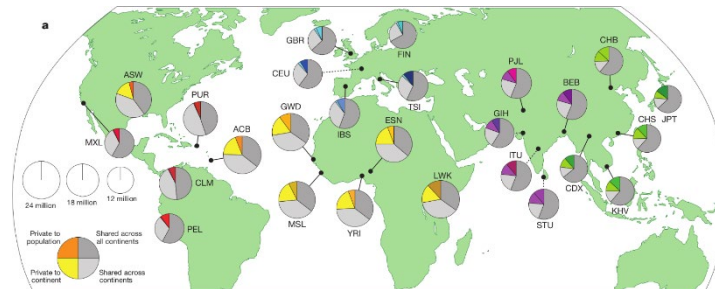 a
GBR
FIN
CHB
CEU
PJL
BEB
ASW
PUR
TSI
JPT
GWD
IBS
ESN
GIH
CHS
ACB
MXL
ITU
LWK
CDX
24 million
18 million
12 million
CLM
MSL
YRI
STU
KHV
PEL
Private to
population
Shared across
all continents
Private to
continent
Shared across
continents